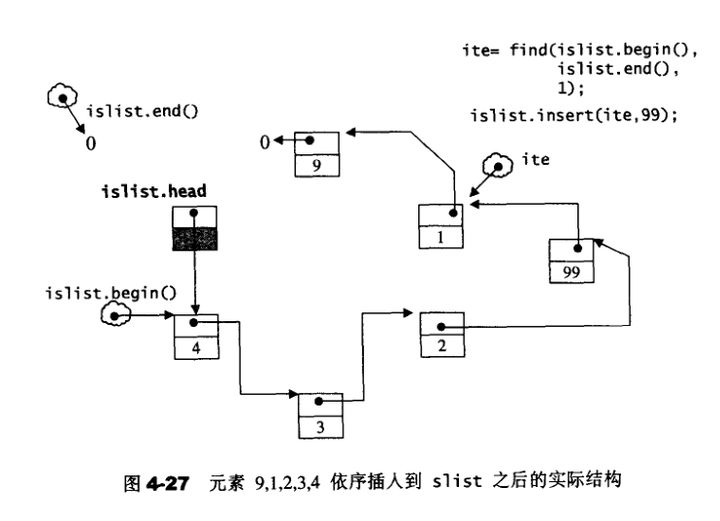 ite= find(islist.begin(),
islist.end(),
1);
islist.insert(ite,99);
islist.end()
0
0
9
ite
islist.head
1
99
islist.begin()
4
2
3
图 4-27 元素 9,1,2,3,4 依序插人到 slist 之后的实际结构